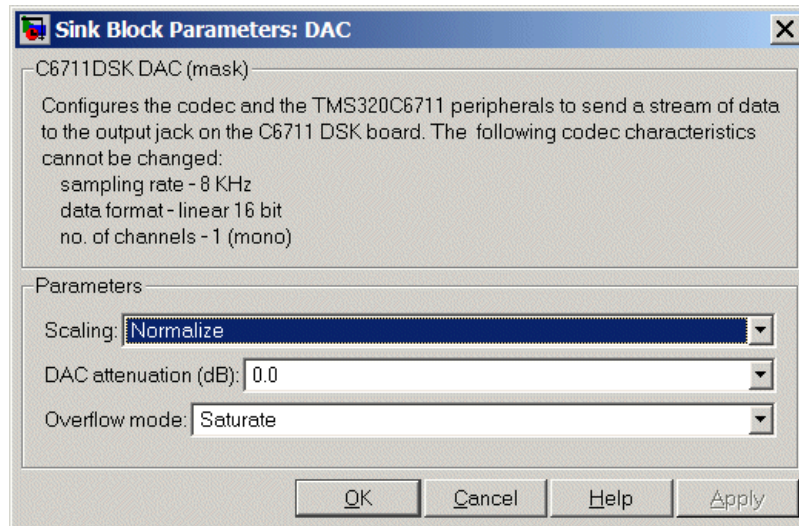 Sink Block Parameters: DAC
C6711DSK DAC (mask)
Configures the codec and the TMS320C6711 peripherals to send a stream of data
to the output jack on the C6711 DSK board. The following codec characteristics
cannot be changed:
sampling rate - 8 KHz
data format - linear 16 bit
no. of channels - 1 (mono)
Parameters
Scaling: Normalize
DAC attenuation (dB): 0.0
Overflow mode: Saturate
OK Cancel Help Apply